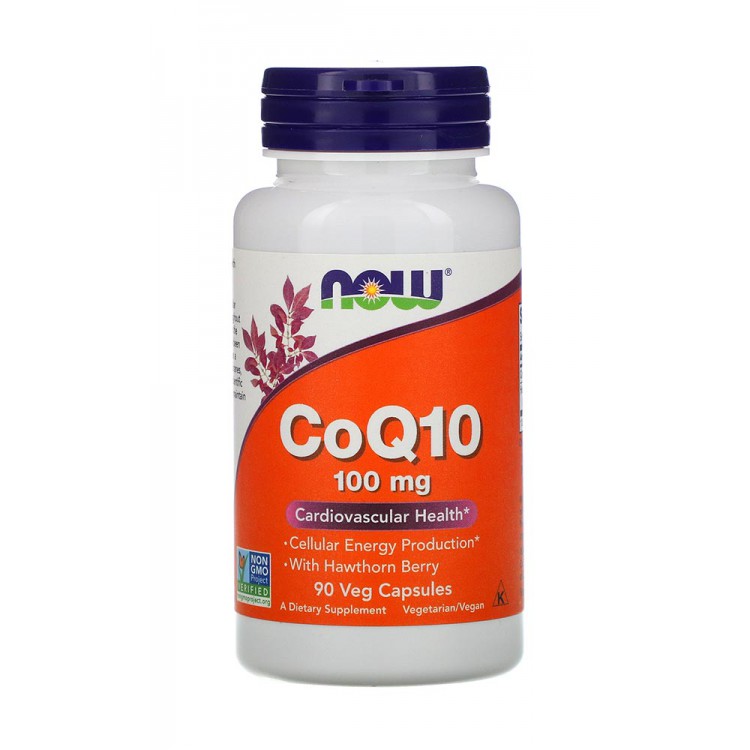 now®
CoQ10
100 mg
Cardiovascular Health*
•Cellular Energy Production*
•With Hawthorn Berry
90 Veg Capsules
A Dietary Supplement Vegetarian/Vegan
NON
GMO
Project
VERIFIED
K